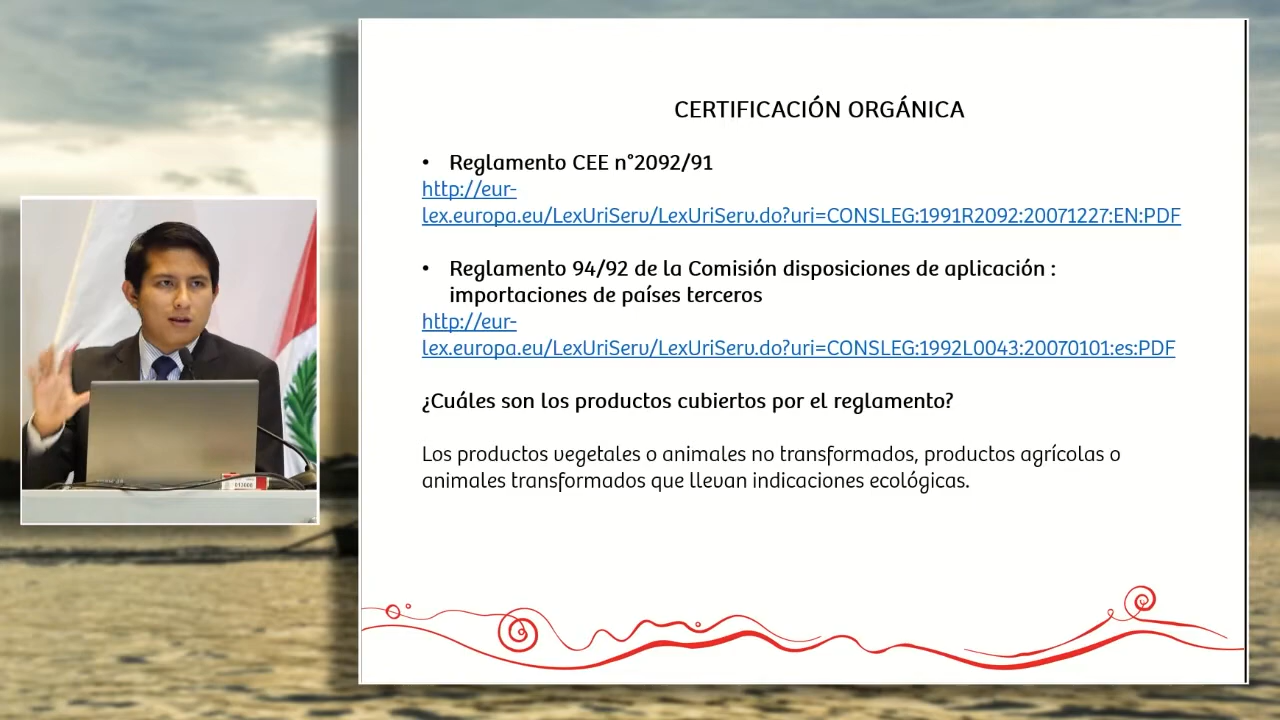 CERTIFICACIÓN ORGÁNICA
• Reglamento CEE n°2092/91
http://eur-
lex.europa.eu/LexUriServ/LexUriServ.do?uri=CONSLEG:1991R2092:20071227:EN:PDF
• Reglamento 94/92 de la Comisión disposiciones de aplicación :
importaciones de países terceros
http://eur-
lex.europa.eu/LexUriServ/LexUriServ.do?uri=CONSLEG:1992L0043:20070101:es:PDF
¿Cuáles son los productos cubiertos por el reglamento?
Los productos vegetales o animales no transformados, productos agrícolas o
animales transformados que llevan indicaciones ecológicas.